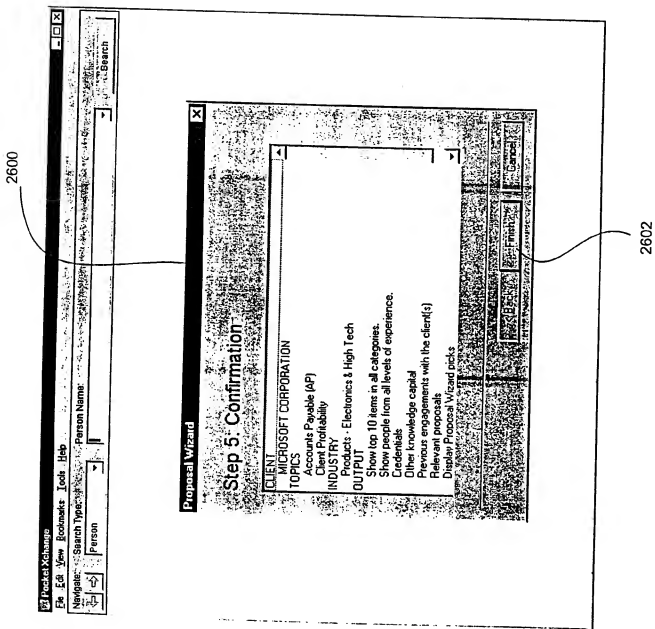 2600
Pocket Xchange
File Edit View Bookmarks Tools Help
Navigate: Search Type: Person Name:
Person Search
Proposal Wizard
Step 5: Confirmation
CLIENT
MICROSOFT CORPORATION
TOPICS
Accounts Payable (AP)
Client Profitability
INDUSTRY
Products - Electronics & High Tech
OUTPUT
Show top 10 items in all categories.
Show people from all levels of experience.
Credentials
Other knowledge capital
Previous engagements with the client(s)
Relevant proposals
Display Proposal Wizard picks
< Back Finish Cancel
2602